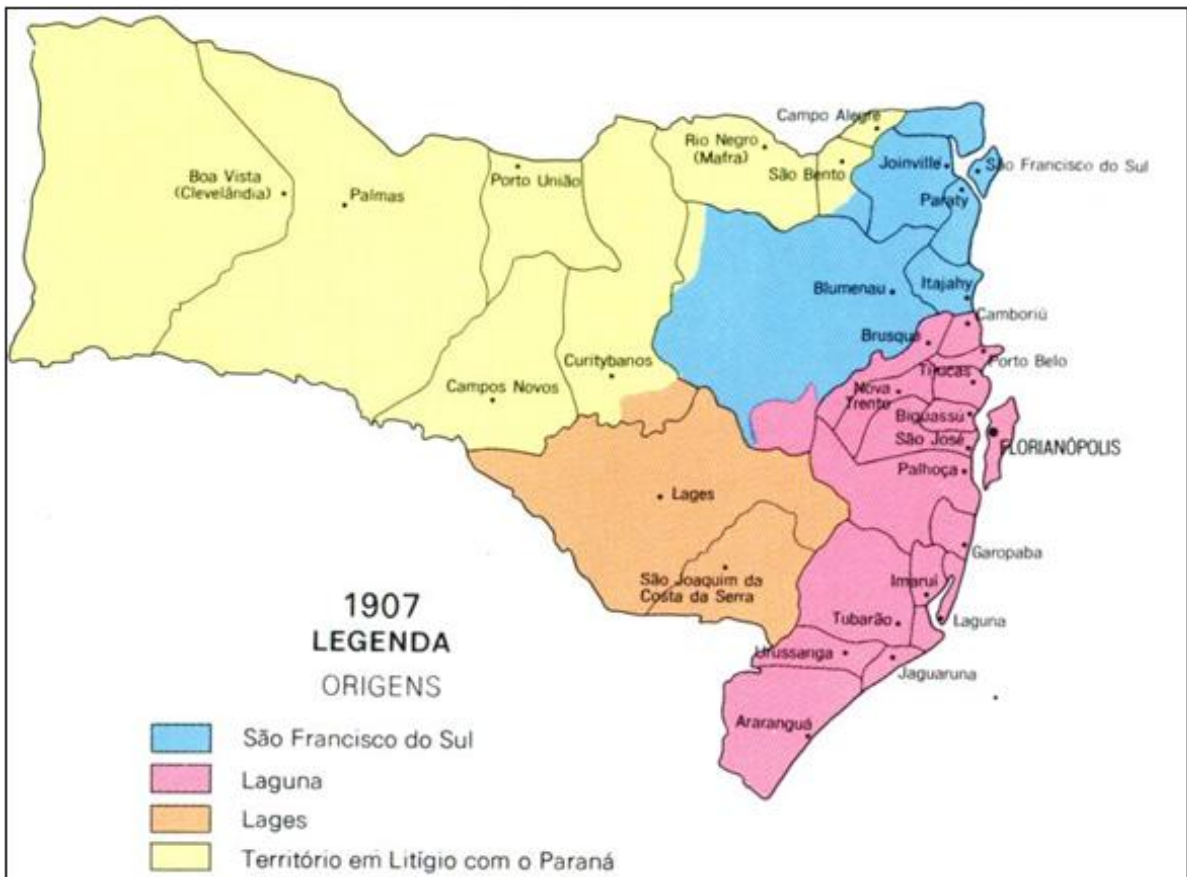 Campo Alegre
Rio Negro
(Mafra)
São Bento
Joinville
São Francisco do Sul
Paraty
Boa Vista
(Clevelândia)
Palmas
Porto União
Blumenau
Itajahy
Camboriú
Brusque
Porto Belo
Tijucas
Nova
Trento
Biguassú
São José
FLORIANÓPOLIS
Palhoça
Curitybanos
Campos Novos
Lages
Garopaba
São Joaquim da
Costa da Serra
Imaruí
Laguna
Tubarão
Urussanga
Jaguaruna
Araranguá
1907
LEGENDA
ORIGENS
São Francisco do Sul
Laguna
Lages
Território em Litígio com o Paraná